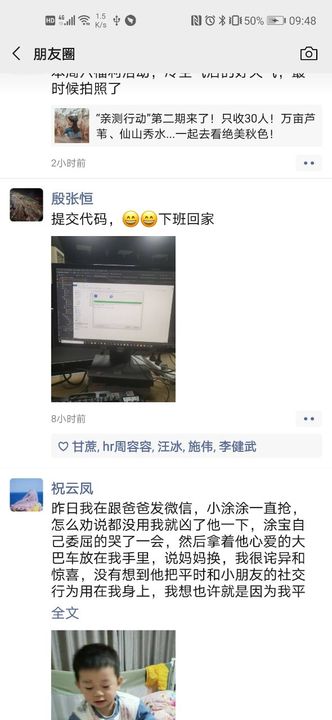 HD 4G 1.5 K/s 50% 09:48
朋友圈
时候拍照了
“亲测行动”第二期来了！只收30人！万亩芦
苇、仙山秀水...一起去看绝美秋色！
2小时前
殷张恒
提交代码，😄😄下班回家
8小时前
甘蔗, hr周容容, 汪冰, 施伟, 李健武
祝云凤
昨日我在跟爸爸发微信，小涂涂一直抢，
怎么劝说都没用我就凶了他一下，涂宝自
己委屈的哭了一会，然后拿着他心爱的大
巴车放在我手里，说妈妈换，我很诧异和
惊喜，没有想到他把平时和小朋友的社交
行为用在我身上，我想也许就是因为我平
全文